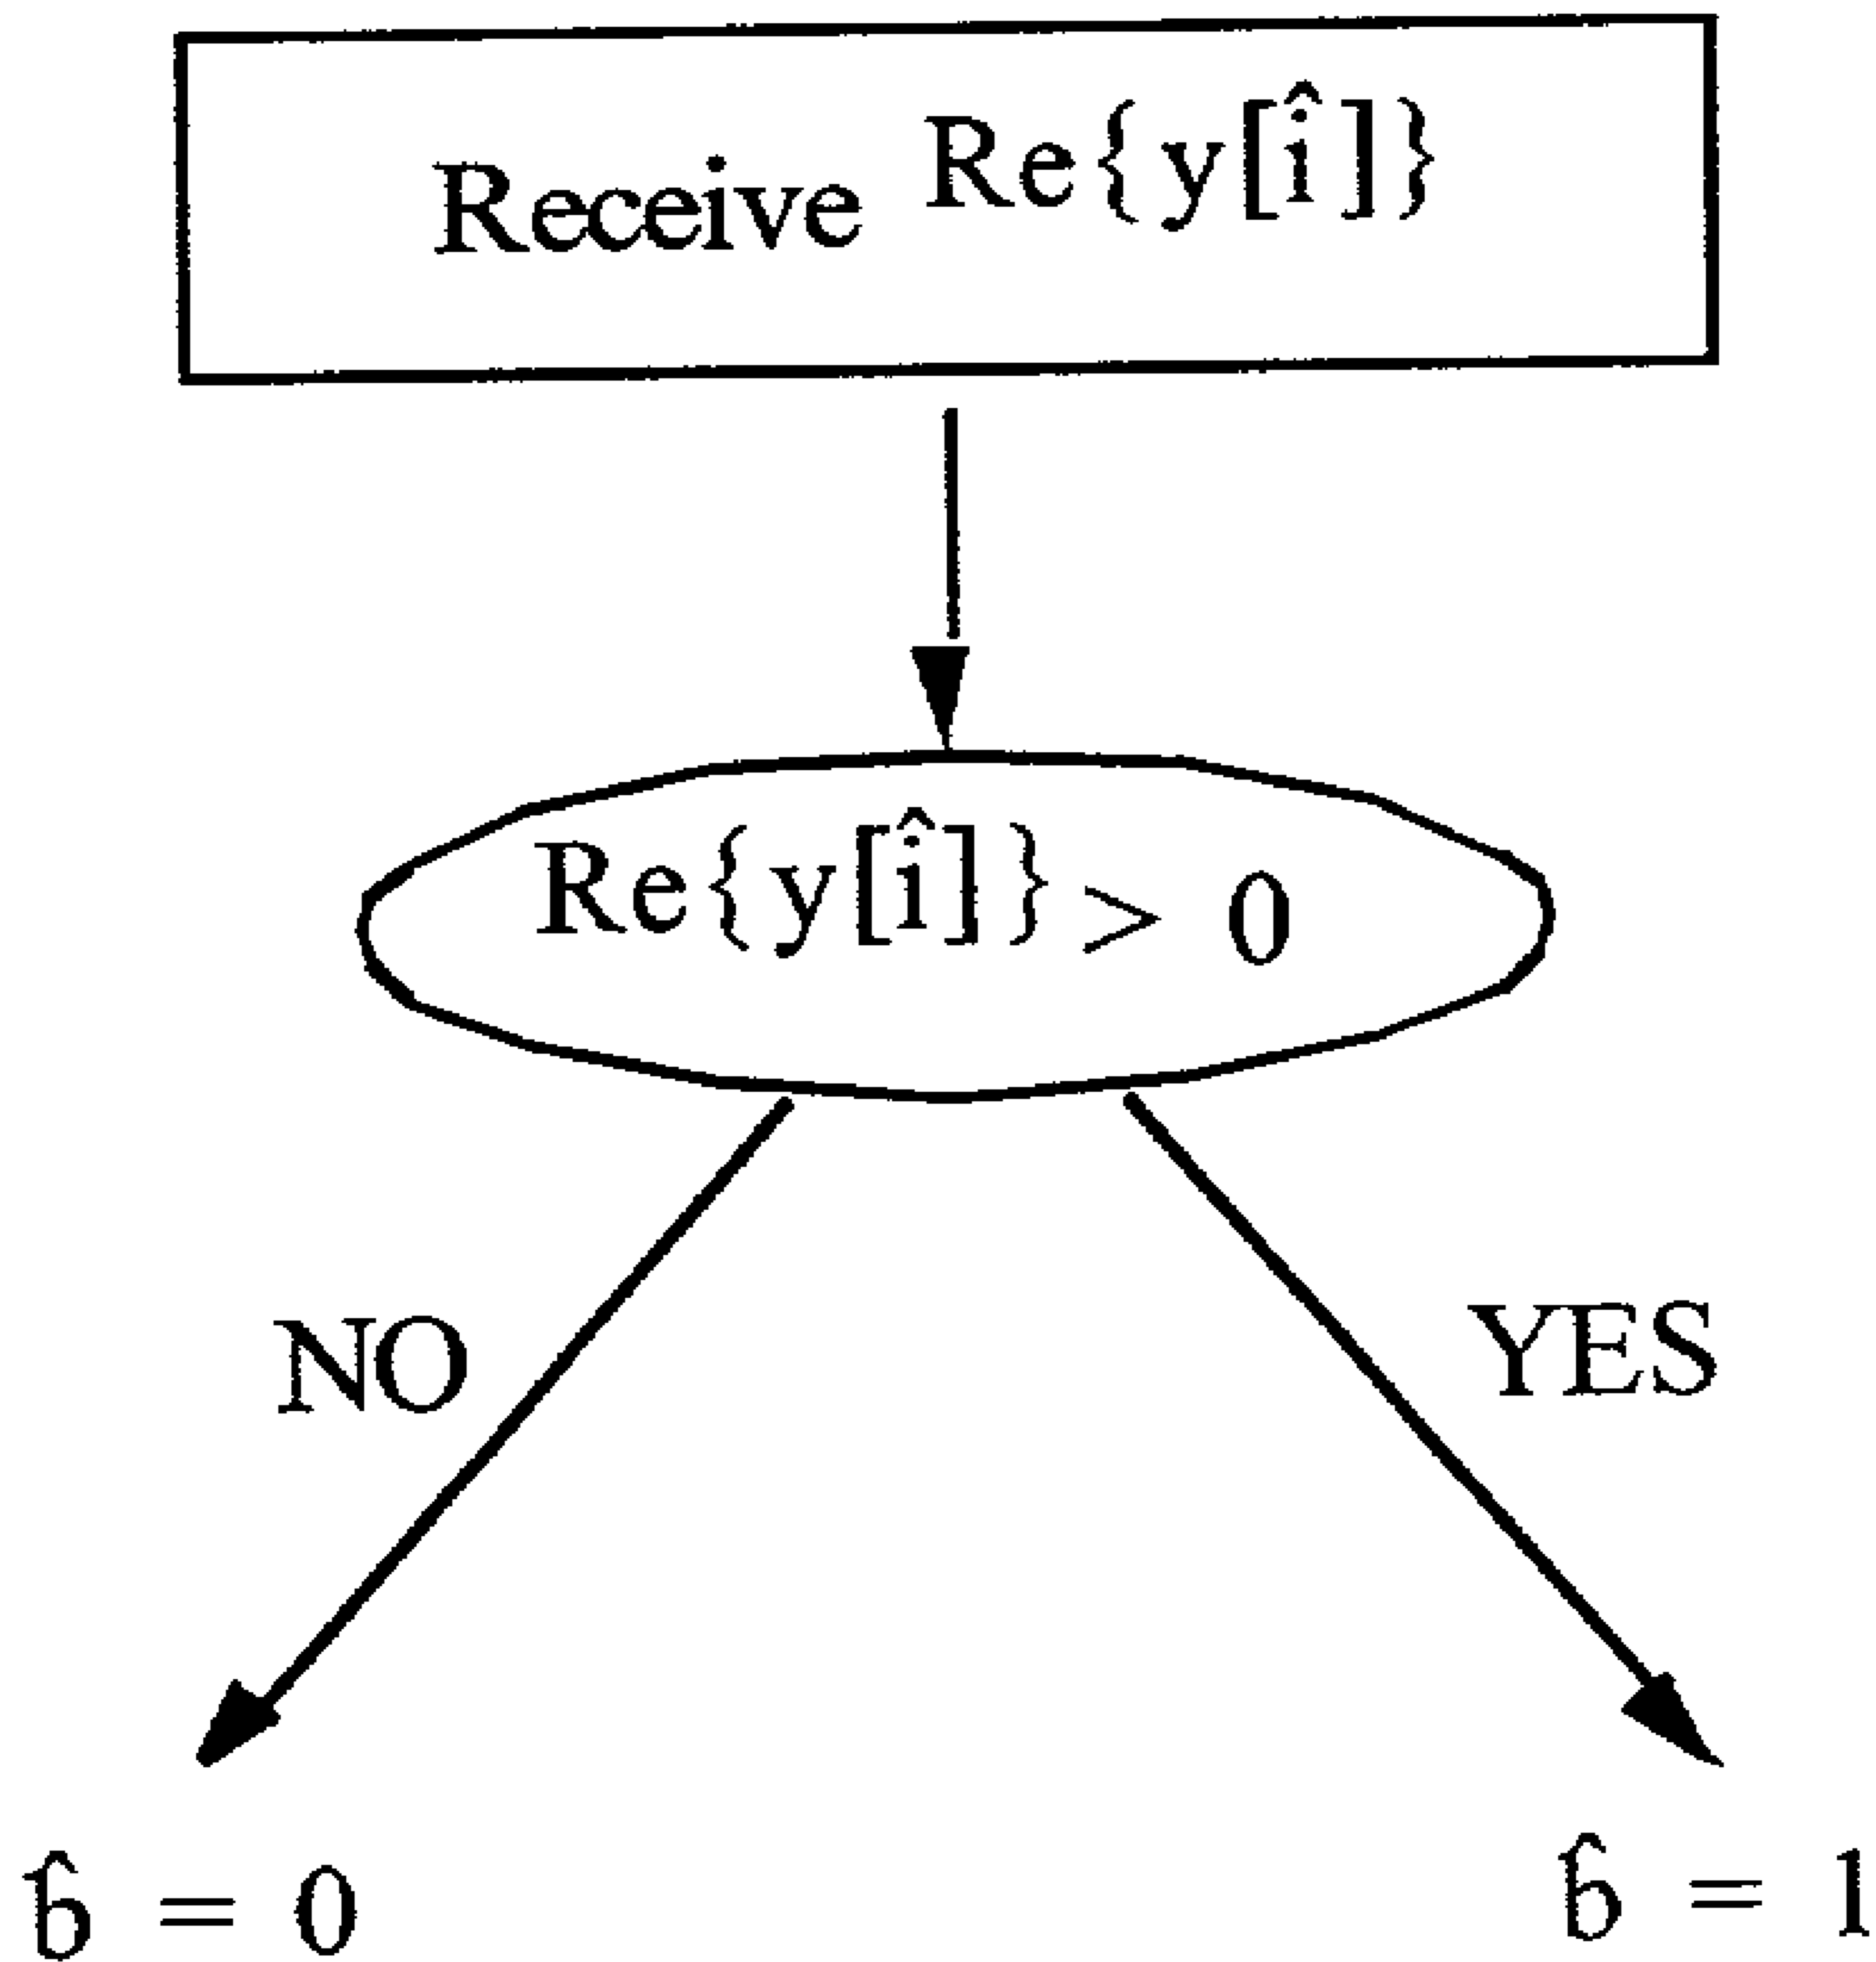 Receive Re{y[î]}
Re{y[î]} > 0
NO
YES
b̂ = 0
b̂ = 1